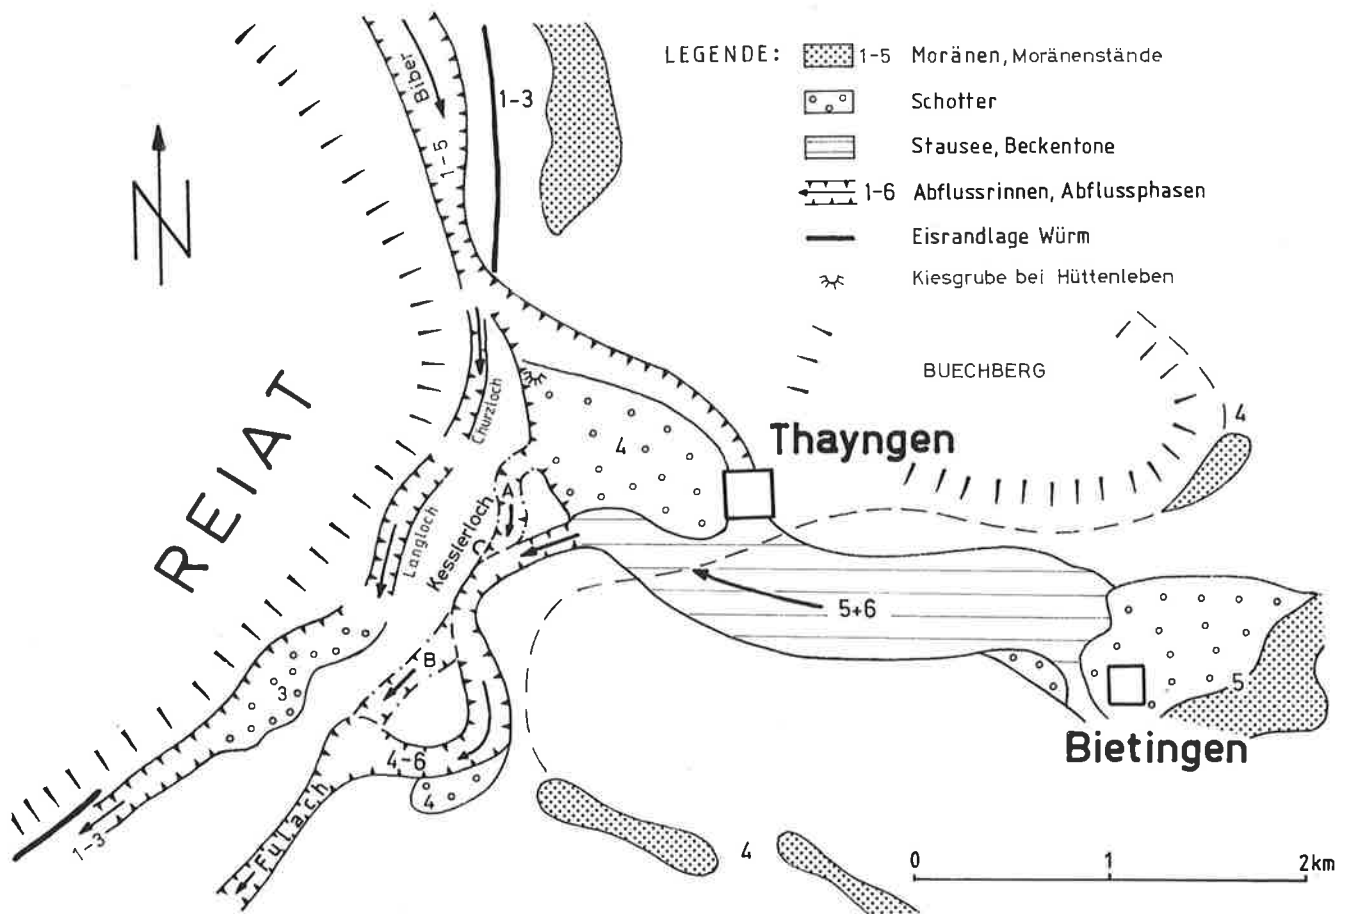 LEGENDE:
1-5 Moränen, Moränenstände
Schotter
Stausee, Beckentone
1-6 Abflussrinnen, Abflussphasen
Eisrandlage Würm
Kiesgrube bei Hüttenleben
Biber
1-5
1-3
N
BUECHBERG
REIAT
Churzloch
4
Thayngen
4
A
Langloch
Kesslerloch
C
5+6
B
3
5
Bietingen
4-6
4
1-3
Fulach
4
0 1 2km